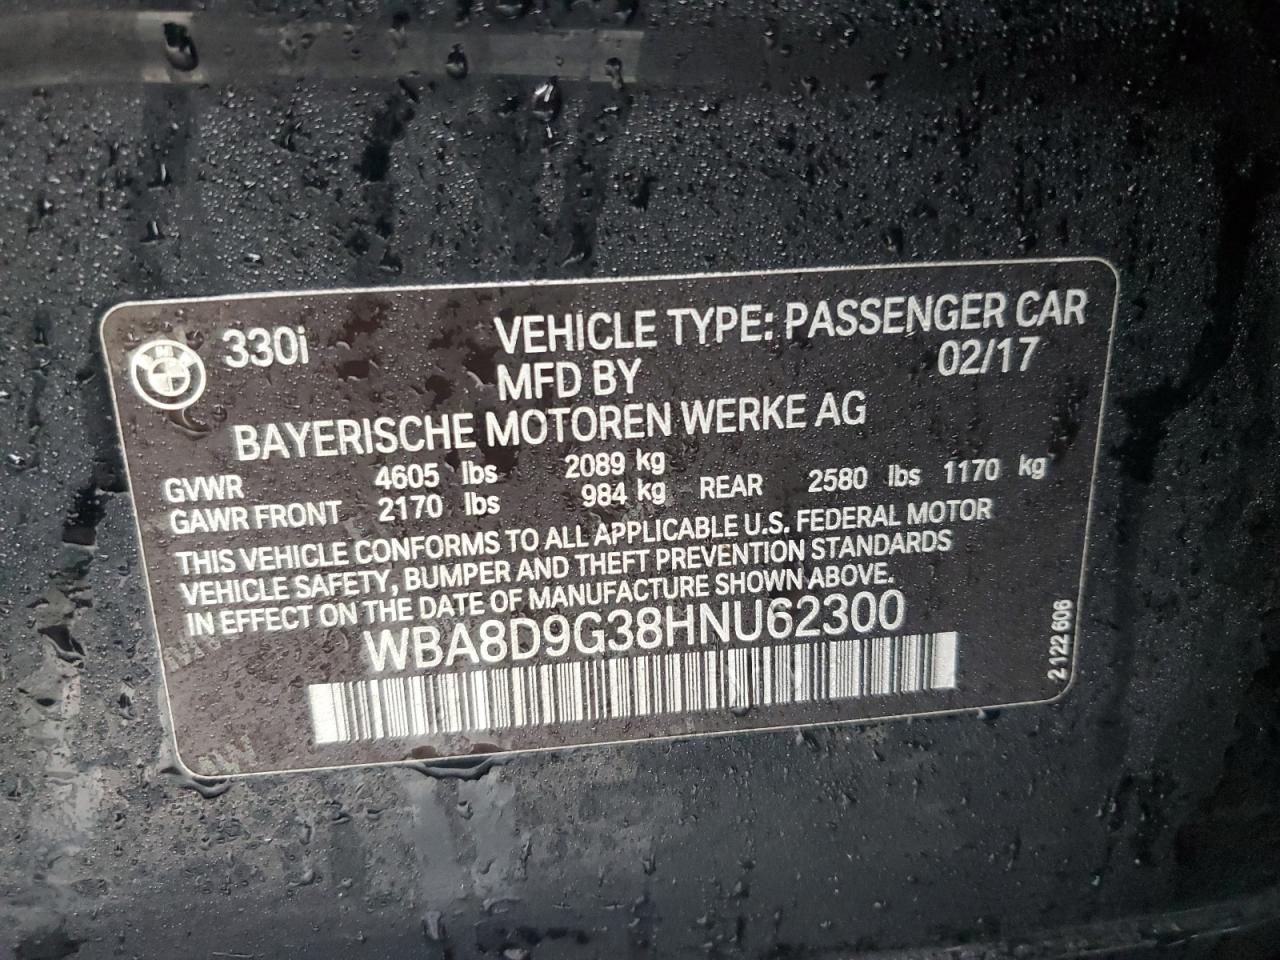 330i VEHICLE TYPE: PASSENGER CAR
MFD BY 02/17
BAYERISCHE MOTOREN WERKE AG
GVWR 4605 lbs 2089 kg
GAWR FRONT 2170 lbs 984 kg REAR 2580 lbs 1170 kg
THIS VEHICLE CONFORMS TO ALL APPLICABLE U.S. FEDERAL MOTOR
VEHICLE SAFETY, BUMPER AND THEFT PREVENTION STANDARDS
IN EFFECT ON THE DATE OF MANUFACTURE SHOWN ABOVE.
WBA8D9G38HNU62300
2 122 606